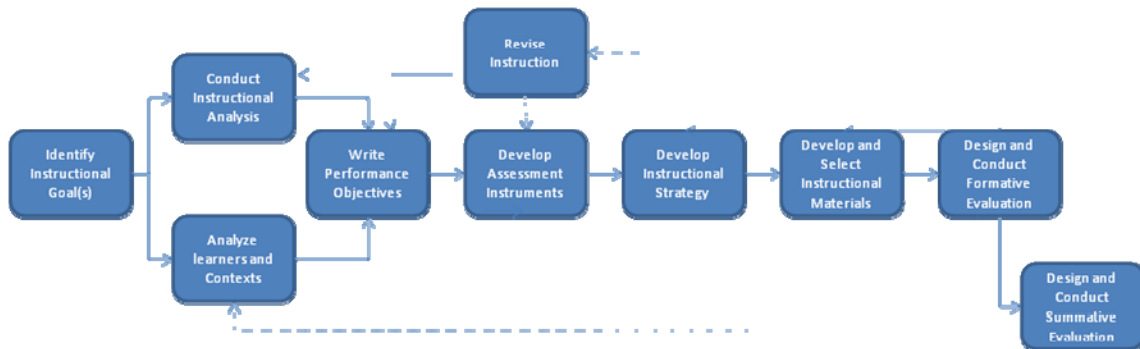 Revise
Instruction
Conduct
Instructional
Analysis
Identify
Instructional
Goal(s)
Write
Performance
Objectives
Develop
Assessment
Instruments
Develop
Instructional
Strategy
Develop and
Select
Instructional
Materials
Design and
Conduct
Formative
Evaluation
Analyze
learners and
Contexts
Design and
Conduct
Summative
Evaluation